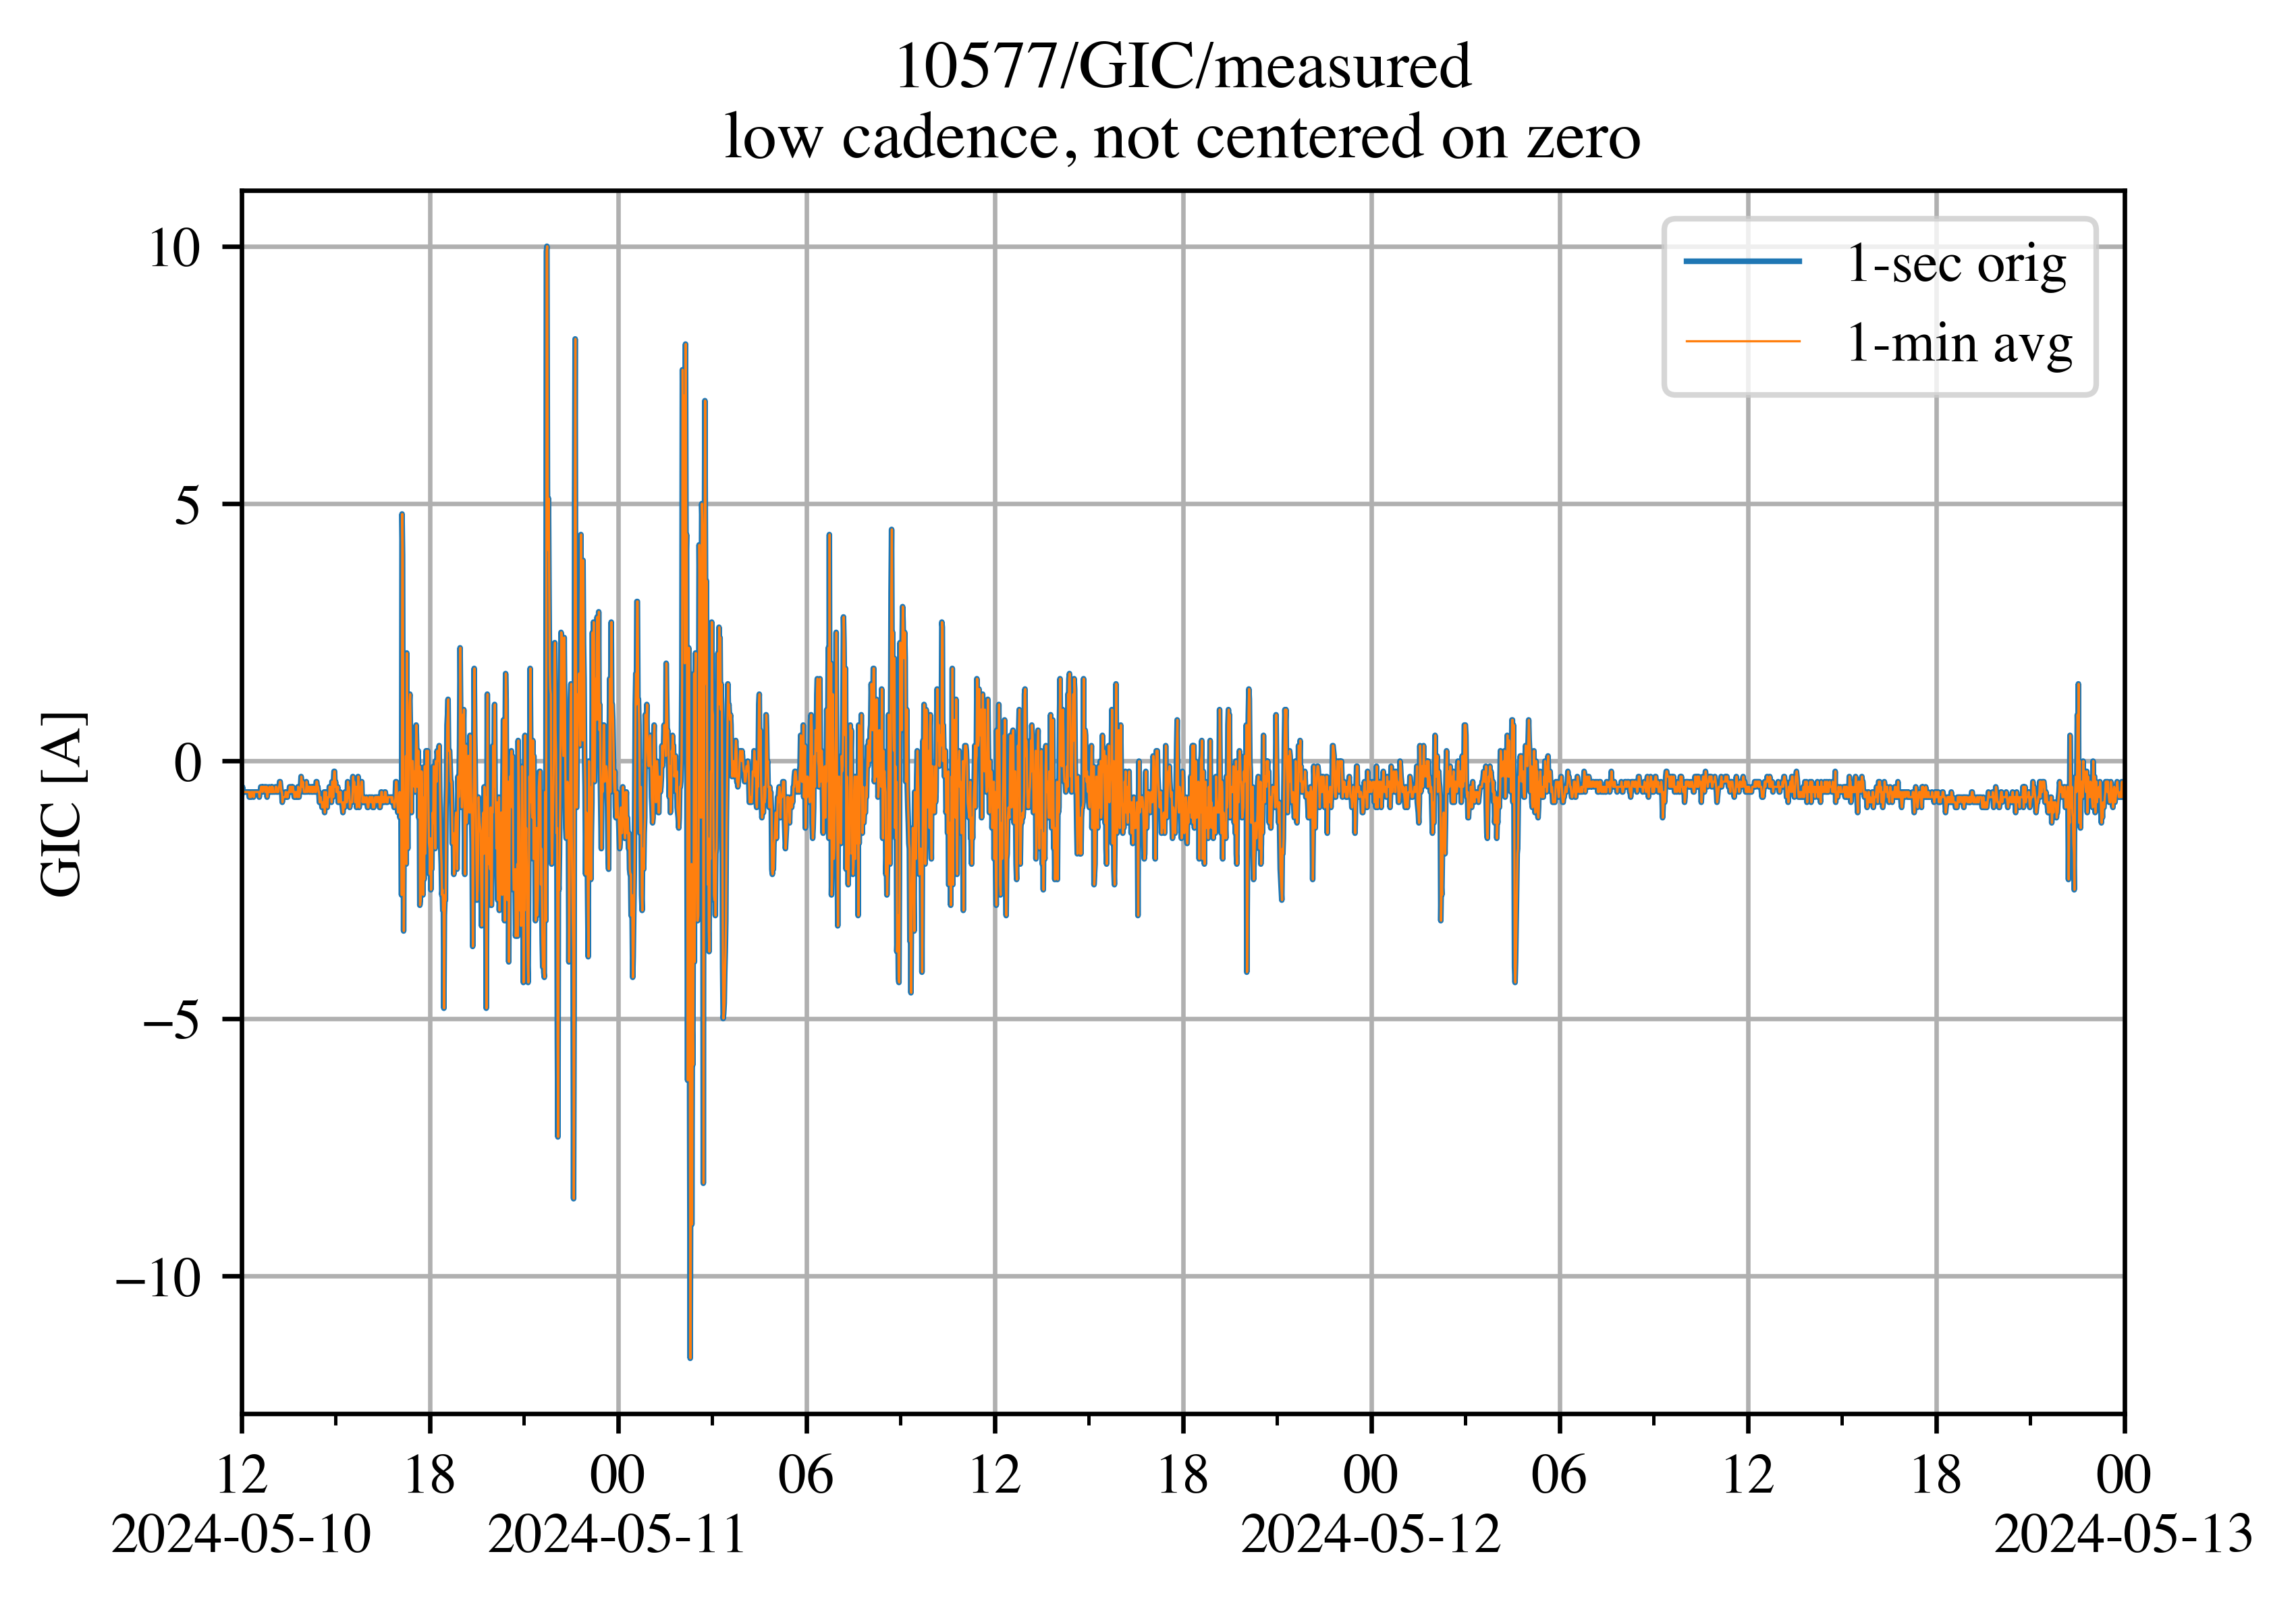 10577/GIC/measured
low cadence, not centered on zero
1-sec orig
1-min avg
GIC [A]
10
5
0
−5
−10
12 18 00 06 12 18 00 06 12 18 00
2024-05-10 2024-05-11 2024-05-12 2024-05-13